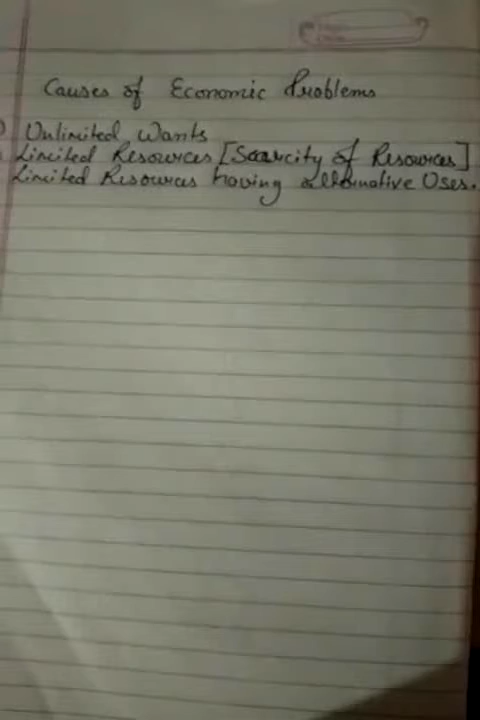 Causes of Economic Problems
Unlimited Wants
Limited Resources [Scarcity of Resources]
Limited Resources having alternative Uses.